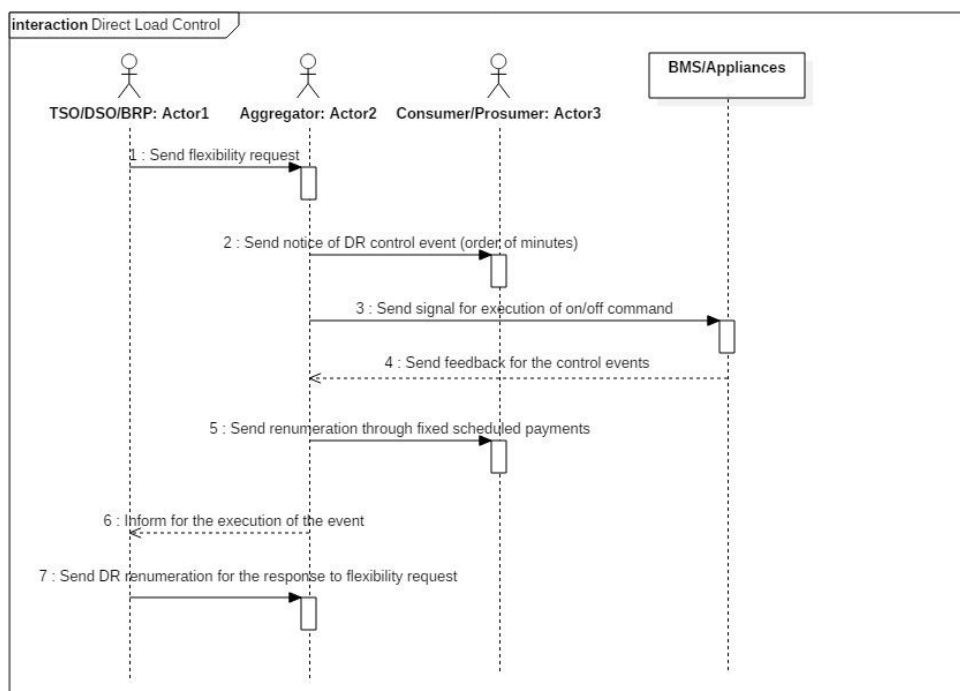 interaction Direct Load Control
TSO/DSO/BRP: Actor1
Aggregator: Actor2
Consumer/Prosumer: Actor3
BMS/Appliances
1 : Send flexibility request
2 : Send notice of DR control event (order of minutes)
3 : Send signal for execution of on/off command
4 : Send feedback for the control events
5 : Send renumeration through fixed scheduled payments
6 : Inform for the execution of the event
7 : Send DR renumeration for the response to flexibility request